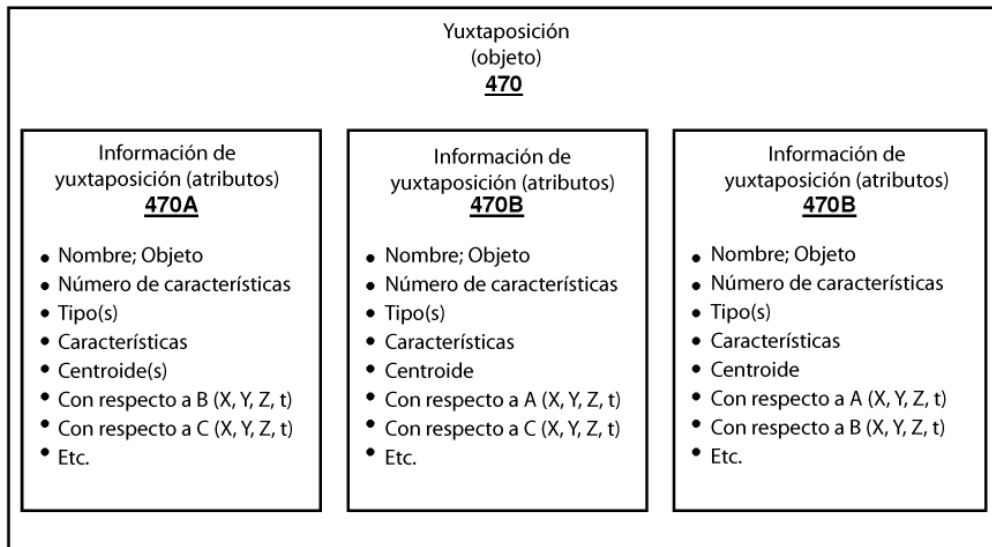 Yuxtaposición
(objeto)
470
Información de
yuxtaposición (atributos)
470A
• Nombre; Objeto
• Número de características
• Tipo(s)
• Características
• Centroide(s)
• Con respecto a B (X, Y, Z, t)
• Con respecto a C (X, Y, Z, t)
• Etc.
Información de
yuxtaposición (atributos)
470B
• Nombre; Objeto
• Número de características
• Tipo(s)
• Características
• Centroide
• Con respecto a A (X, Y, Z, t)
• Con respecto a C (X, Y, Z, t)
• Etc.
Información de
yuxtaposición (atributos)
470B
• Nombre; Objeto
• Número de características
• Tipo(s)
• Características
• Centroide
• Con respecto a A (X, Y, Z, t)
• Con respecto a B (X, Y, Z, t)
• Etc.